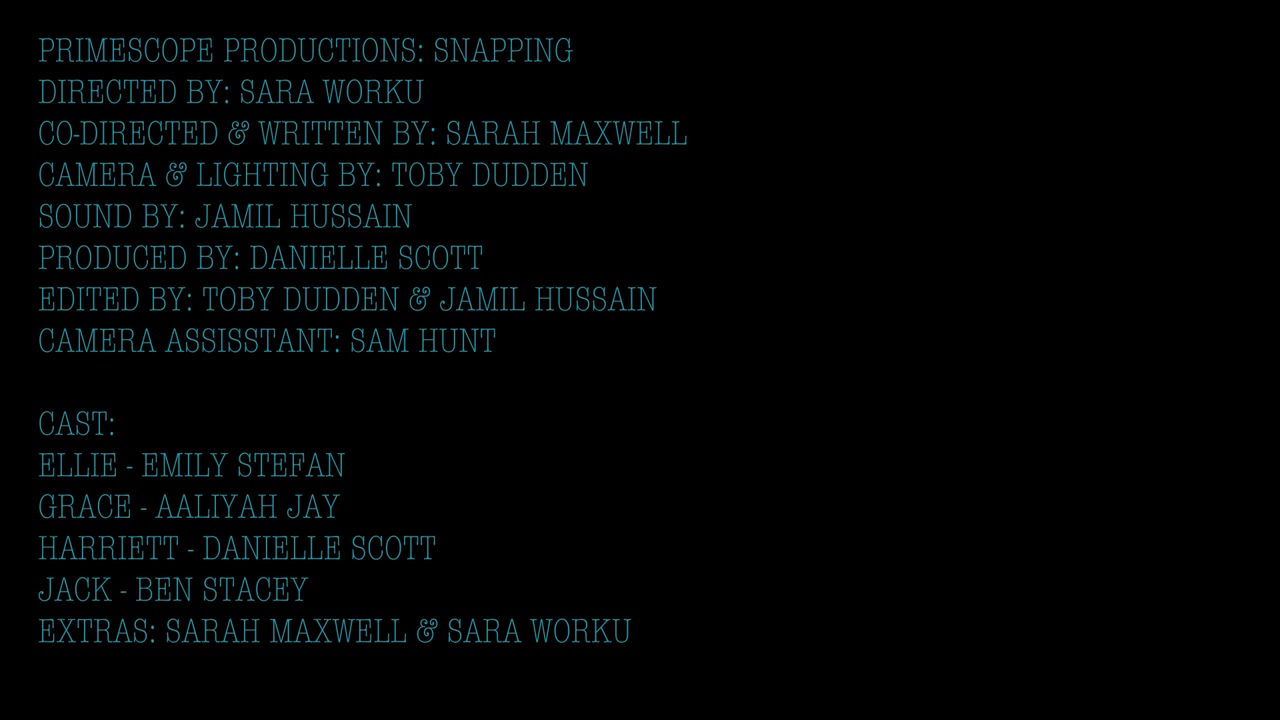 PRIMESCOPE PRODUCTIONS: SNAPPING
DIRECTED BY: SARA WORKU
CO-DIRECTED & WRITTEN BY: SARAH MAXWELL
CAMERA & LIGHTING BY: TOBY DUDDEN
SOUND BY: JAMIL HUSSAIN
PRODUCED BY: DANIELLE SCOTT
EDITED BY: TOBY DUDDEN & JAMIL HUSSAIN
CAMERA ASSISSTANT: SAM HUNT
CAST:
ELLIE - EMILY STEFAN
GRACE - AALIYAH JAY
HARRIETT - DANIELLE SCOTT
JACK - BEN STACEY
EXTRAS: SARAH MAXWELL & SARA WORKU